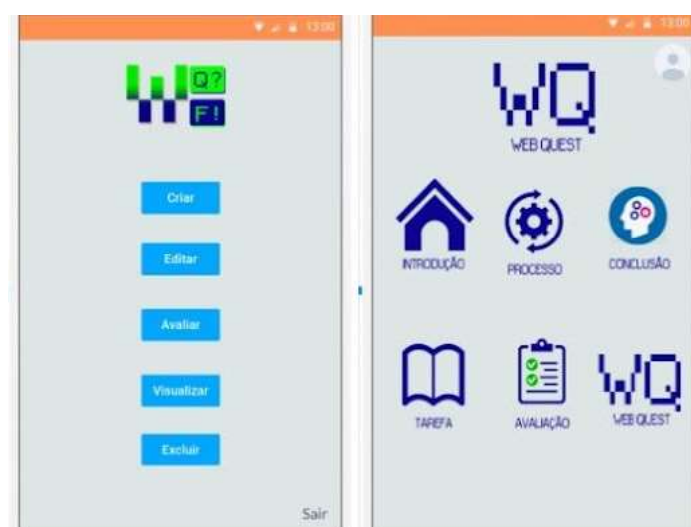 13:00
Q?
W
F!
Criar
Editar
Avaliar
Visualizar
Excluir
Sair
13:00
WQ
WEB QUEST
INTRODUÇÃO
PROCESSO
CONCLUSÃO
TAREFA
AVALIAÇÃO
WQ
WEB QUEST